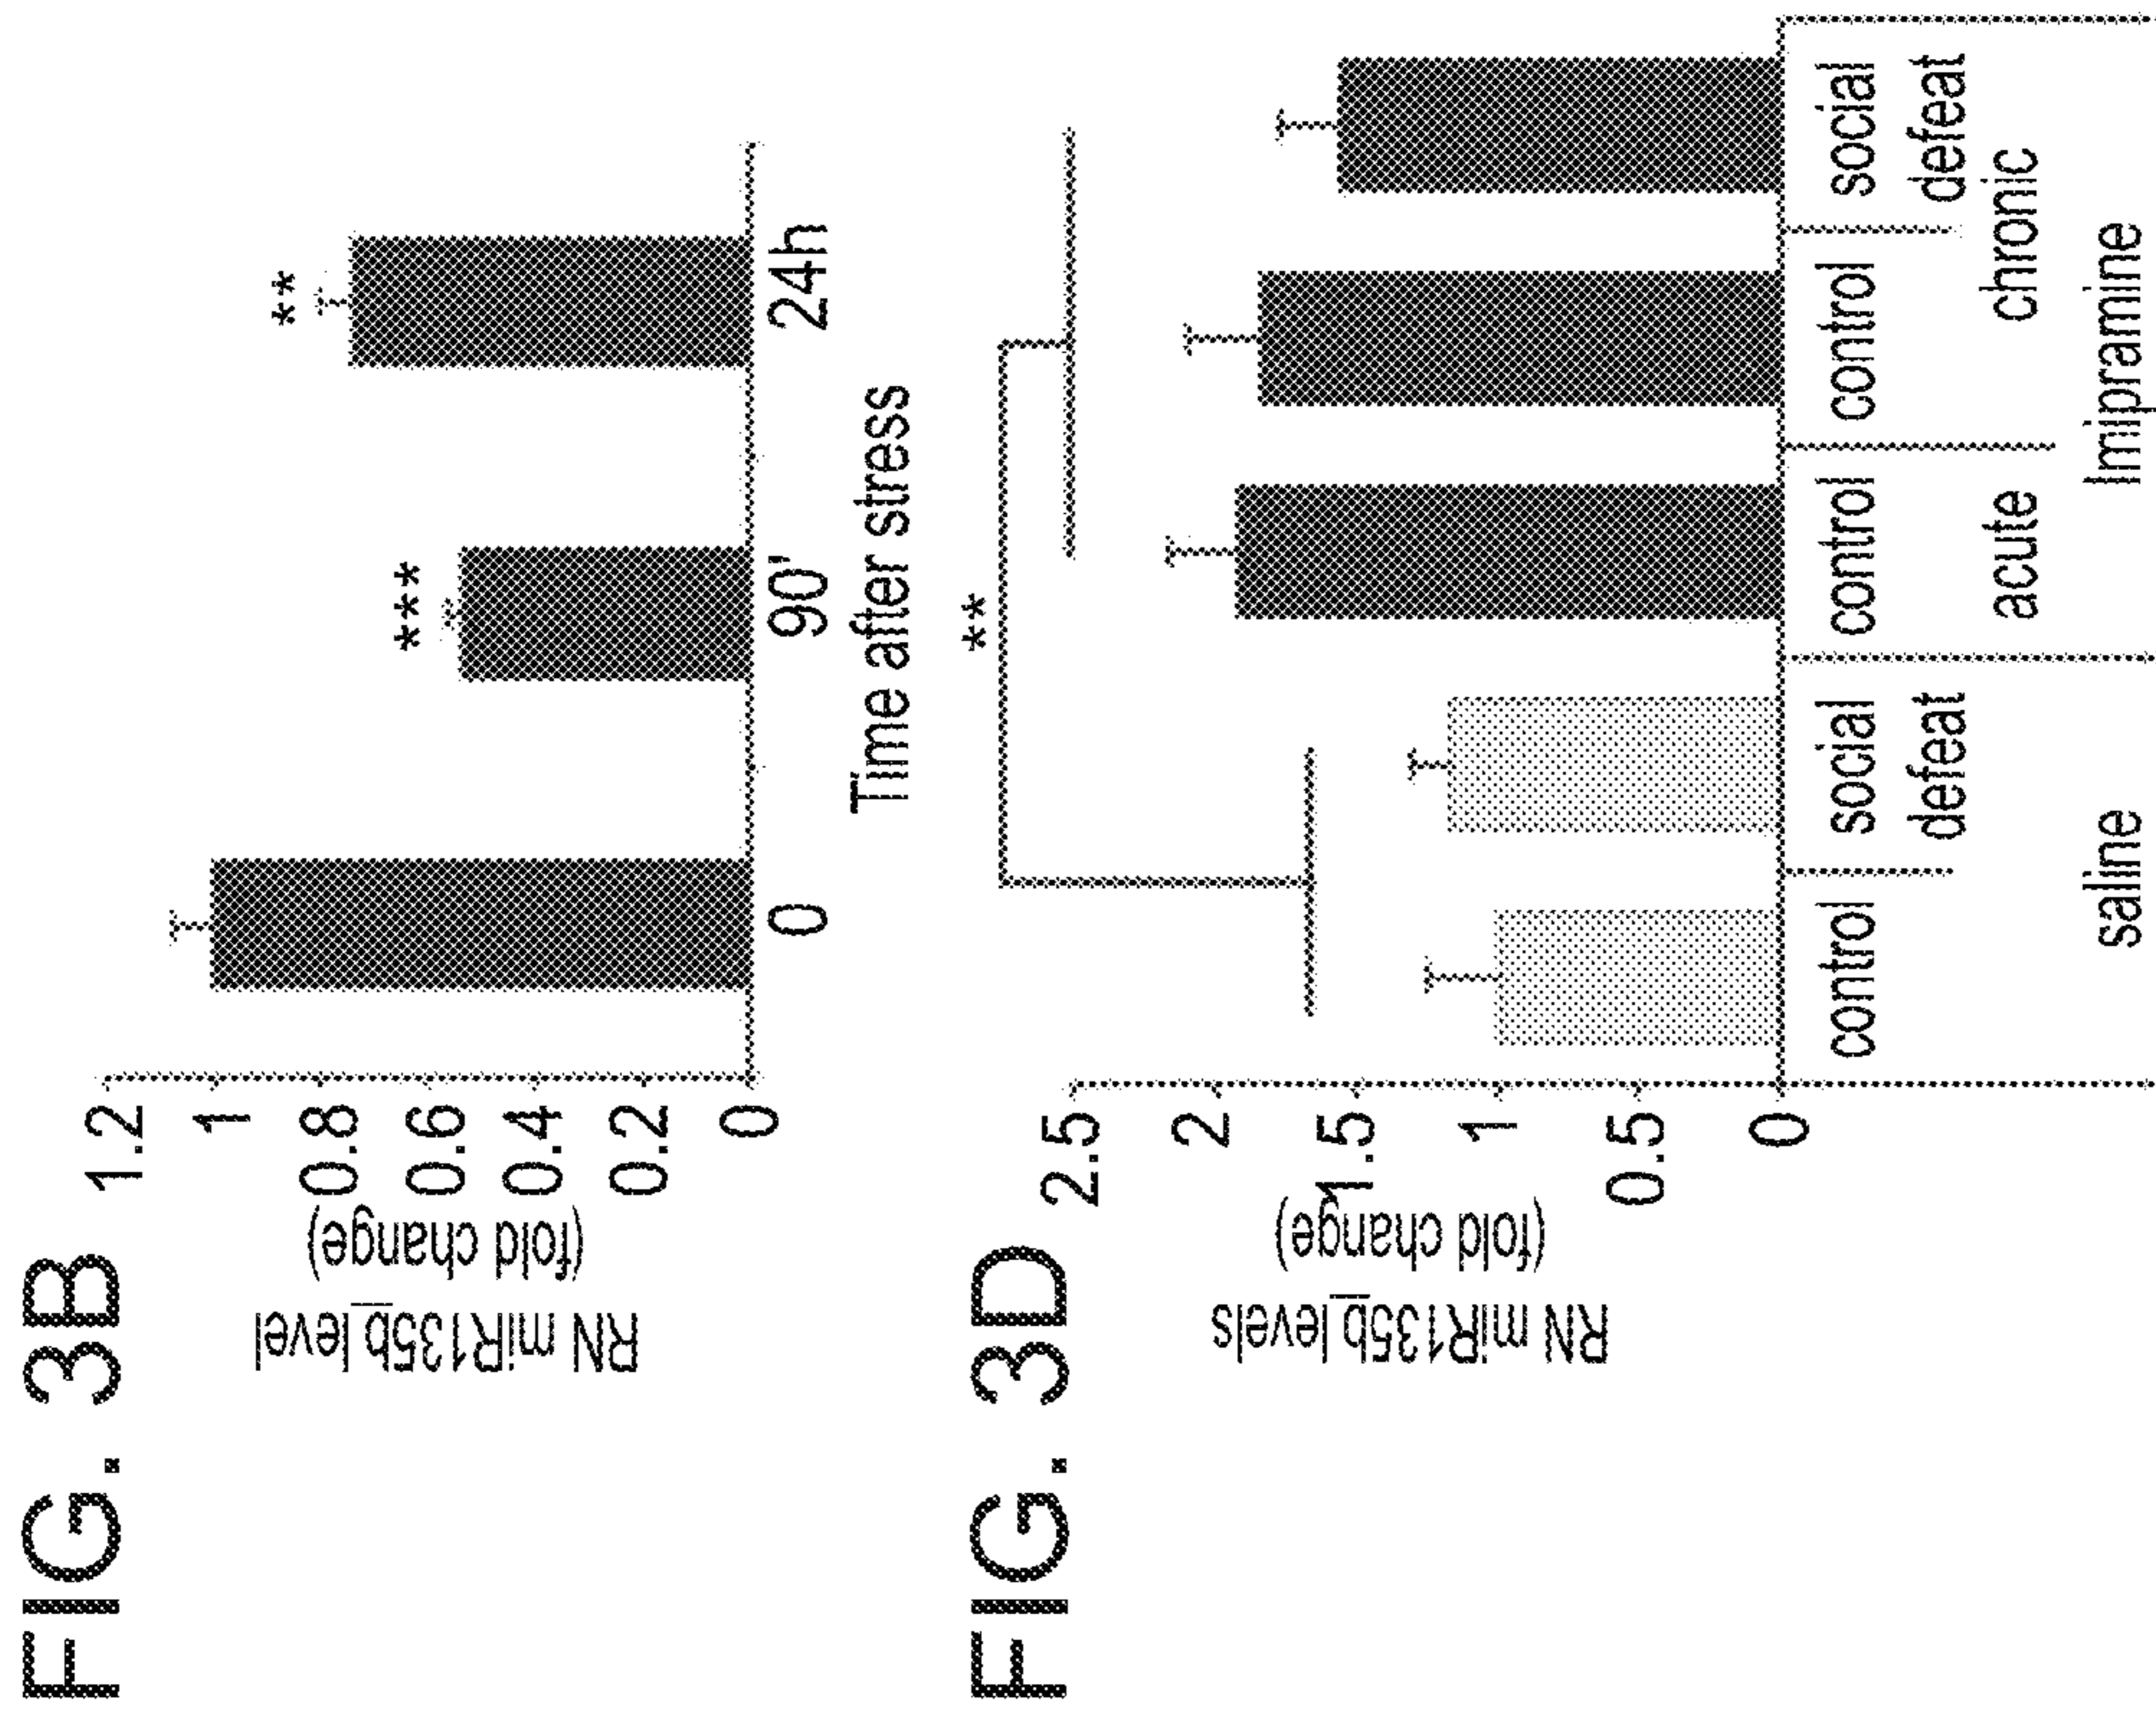 FIG. 3B
RN miR135b level
(fold change)
1.2
1
0.8
0.6
0.4
0.2
0
**
***
0 90' 24h
Time after stress
FIG. 3D
RN miR135b levels
(fold change)
2.5
2
1.5
1
0.5
0
**
control social defeat control control social defeat
acute chronic
saline Imipramine